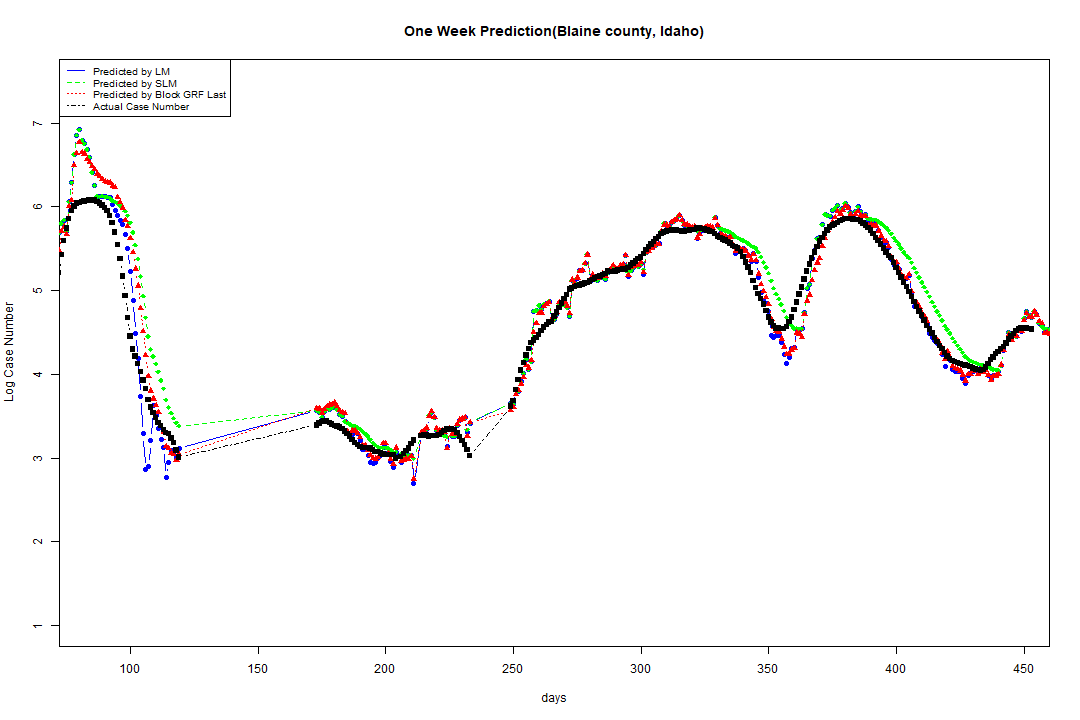 One Week Prediction(Blaine county, Idaho)
Predicted by LM
Predicted by SLM
Predicted by Block GRF Last
Actual Case Number
Log Case Number
7
6
5
4
3
2
1
100 150 200 250 300 350 400 450
days